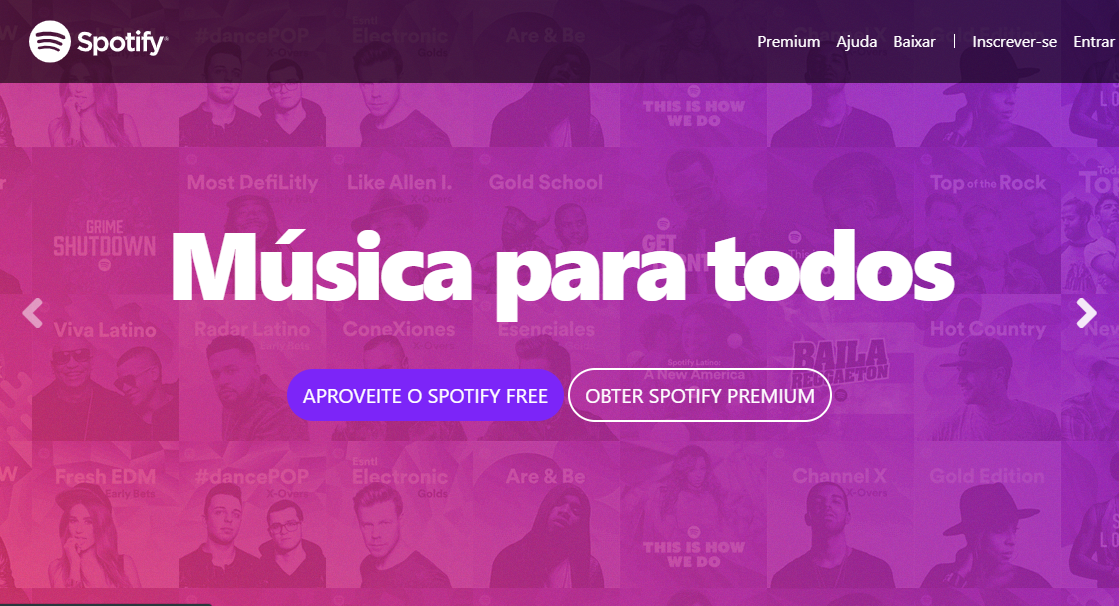 Spotify®
Premium Ajuda Baixar | Inscrever-se Entrar
#dancePOP
Esntl
Electronic
Golds
Are & Be
THIS IS HOW
WE DO
Most DefiLitly
Like Allen I.
Gold School
Top of the Rock
GRIME
SHUTDOWN
GET
Música para todos
Viva Latino
Radar Latino
Early Bets
ConeXiones
Esenciales
Spotify Latino:
A New America
BAILA
REGGAETON
Hot Country
New
APROVEITE O SPOTIFY FREE
OBTER SPOTIFY PREMIUM
Fresh EDM
Early Bets
#dancePOP
X-Overs
Esntl
Electronic
Golds
Are & Be
THIS IS HOW
WE DO
Channel X
X-Overs
Gold Edition